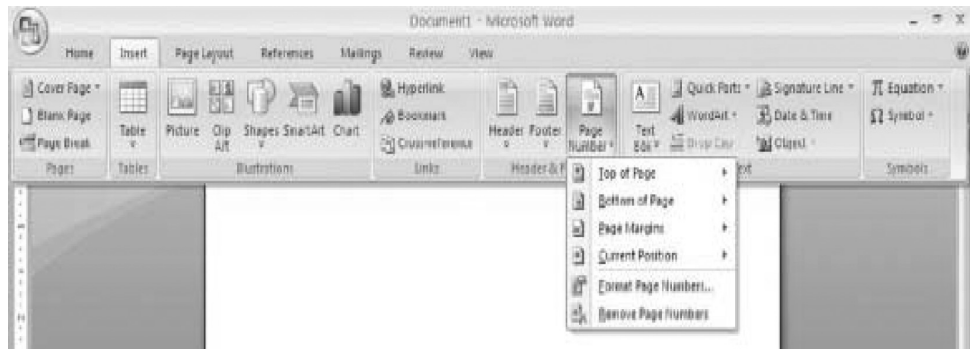 Document1 - Microsoft Word
Home Insert Page Layout References Mailings Review View
Cover Page
Blank Page
Page Break
Table
Picture
Clip Art
Shapes
SmartArt
Chart
Hyperlink
Bookmark
Cross-reference
Header
Footer
Page Number
Text Box
Quick Parts
WordArt
Drop Cap
Signature Line
Date & Time
Object
π Equation
Ω Symbol
Pages
Tables
Illustrations
Links
Header & F
ext
Symbols
Top of Page
Bottom of Page
Page Margins
Current Position
Format Page Numbers...
Remove Page Numbers